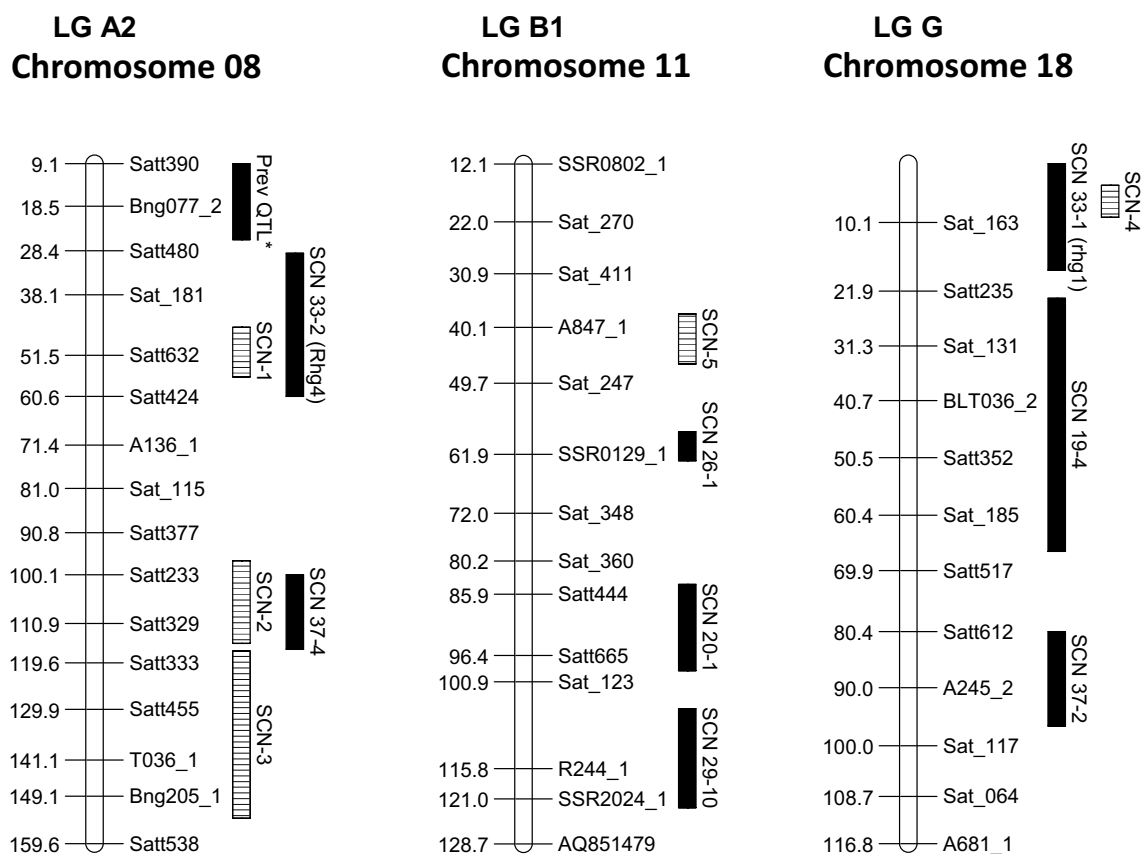 LG A2
Chromosome 08
9.1 Satt390
18.5 Bng077_2
28.4 Satt480
38.1 Sat_181
51.5 Satt632
60.6 Satt424
71.4 A136_1
81.0 Sat_115
90.8 Satt377
100.1 Satt233
110.9 Satt329
119.6 Satt333
129.9 Satt455
141.1 T036_1
149.1 Bng205_1
159.6 Satt538
Prev QTL*
SCN 33-2 (Rhg4)
SCN-1
SCN-2
SCN 37-4
SCN-3
LG B1
Chromosome 11
12.1 SSR0802_1
22.0 Sat_270
30.9 Sat_411
40.1 A847_1
49.7 Sat_247
61.9 SSR0129_1
72.0 Sat_348
80.2 Sat_360
85.9 Satt444
96.4 Satt665
100.9 Sat_123
115.8 R244_1
121.0 SSR2024_1
128.7 AQ851479
SCN-5
SCN 26-1
SCN 20-1
SCN 29-10
LG G
Chromosome 18
10.1 Sat_163
21.9 Satt235
31.3 Sat_131
40.7 BLT036_2
50.5 Satt352
60.4 Sat_185
69.9 Satt517
80.4 Satt612
90.0 A245_2
100.0 Sat_117
108.7 Sat_064
116.8 A681_1
SCN 33-1 (rhg1)
SCN-4
SCN 19-4
SCN 37-2